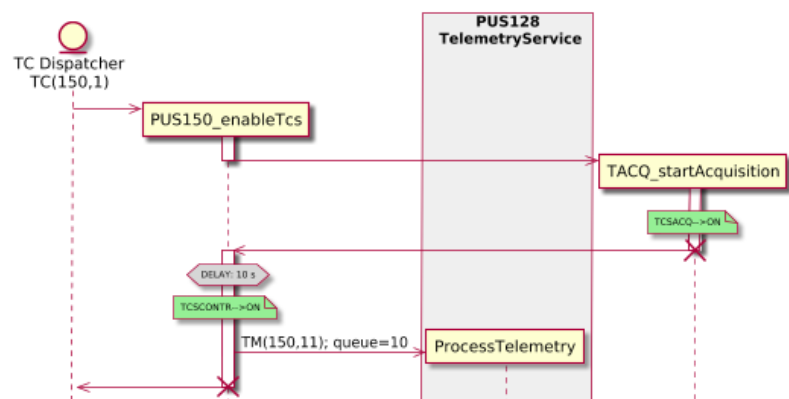 PUS128
TelemetryService
TC Dispatcher
TC(150,1)
PUS150_enableTcs
TACQ_startAcquisition
TCSACQ-->ON
DELAY: 10 s
TCSCONTR-->ON
TM(150,11); queue=10
ProcessTelemetry